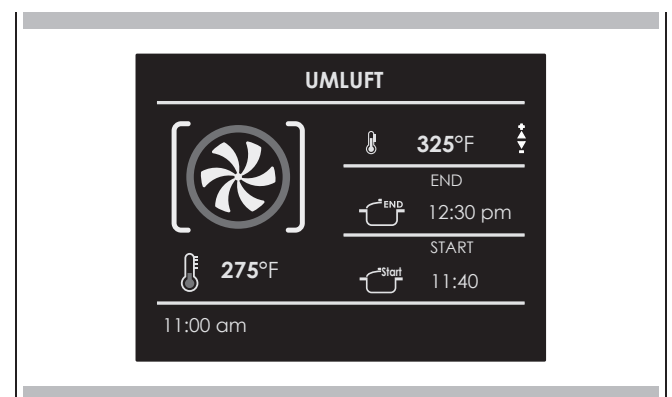 UMLUFT
325°F
END
END 12:30 pm
START
Start 11:40
275°F
11:00 am